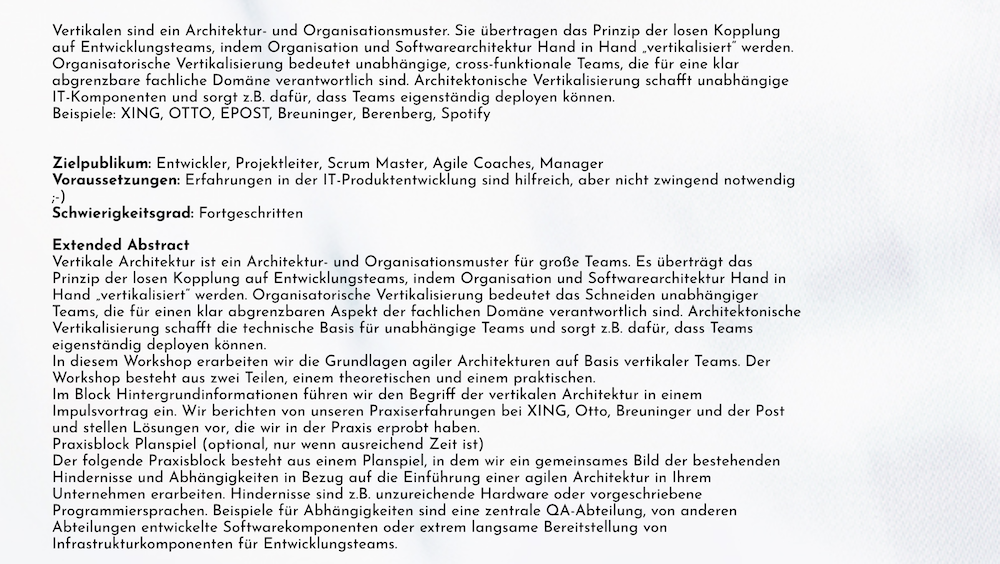 Vertikalen sind ein Architektur- und Organisationsmuster. Sie übertragen das Prinzip der losen Kopplung
auf Entwicklungsteams, indem Organisation und Softwarearchitektur Hand in Hand „vertikalisiert“ werden.
Organisatorische Vertikalisierung bedeutet unabhängige, cross-funktionale Teams, die für eine klar
abgrenzbare fachliche Domäne verantwortlich sind. Architektonische Vertikalisierung schafft unabhängige
IT-Komponenten und sorgt z.B. dafür, dass Teams eigenständig deployen können.
Beispiele: XING, OTTO, EPOST, Breuninger, Berenberg, Spotify
Zielpublikum: Entwickler, Projektleiter, Scrum Master, Agile Coaches, Manager
Voraussetzungen: Erfahrungen in der IT-Produktentwicklung sind hilfreich, aber nicht zwingend notwendig
;-)
Schwierigkeitsgrad: Fortgeschritten
Extended Abstract
Vertikale Architektur ist ein Architektur- und Organisationsmuster für große Teams. Es überträgt das
Prinzip der losen Kopplung auf Entwicklungsteams, indem Organisation und Softwarearchitektur Hand in
Hand „vertikalisiert“ werden. Organisatorische Vertikalisierung bedeutet das Schneiden unabhängiger
Teams, die für einen klar abgrenzbaren Aspekt der fachlichen Domäne verantwortlich sind. Architektonische
Vertikalisierung schafft die technische Basis für unabhängige Teams und sorgt z.B. dafür, dass Teams
eigenständig deployen können.
In diesem Workshop erarbeiten wir die Grundlagen agiler Architekturen auf Basis vertikaler Teams. Der
Workshop besteht aus zwei Teilen, einem theoretischen und einem praktischen.
Im Block Hintergrundinformationen führen wir den Begriff der vertikalen Architektur in einem
Impulsvortrag ein. Wir berichten von unseren Praxiserfahrungen bei XING, Otto, Breuninger und der Post
und stellen Lösungen vor, die wir in der Praxis erprobt haben.
Praxisblock Planspiel (optional, nur wenn ausreichend Zeit ist)
Der folgende Praxisblock besteht aus einem Planspiel, in dem wir ein gemeinsames Bild der bestehenden
Hindernisse und Abhängigkeiten in Bezug auf die Einführung einer agilen Architektur in Ihrem
Unternehmen erarbeiten. Hindernisse sind z.B. unzureichende Hardware oder vorgeschriebene
Programmiersprachen. Beispiele für Abhängigkeiten sind eine zentrale QA-Abteilung, von anderen
Abteilungen entwickelte Softwarekomponenten oder extrem langsame Bereitstellung von
Infrastrukturkomponenten für Entwicklungsteams.